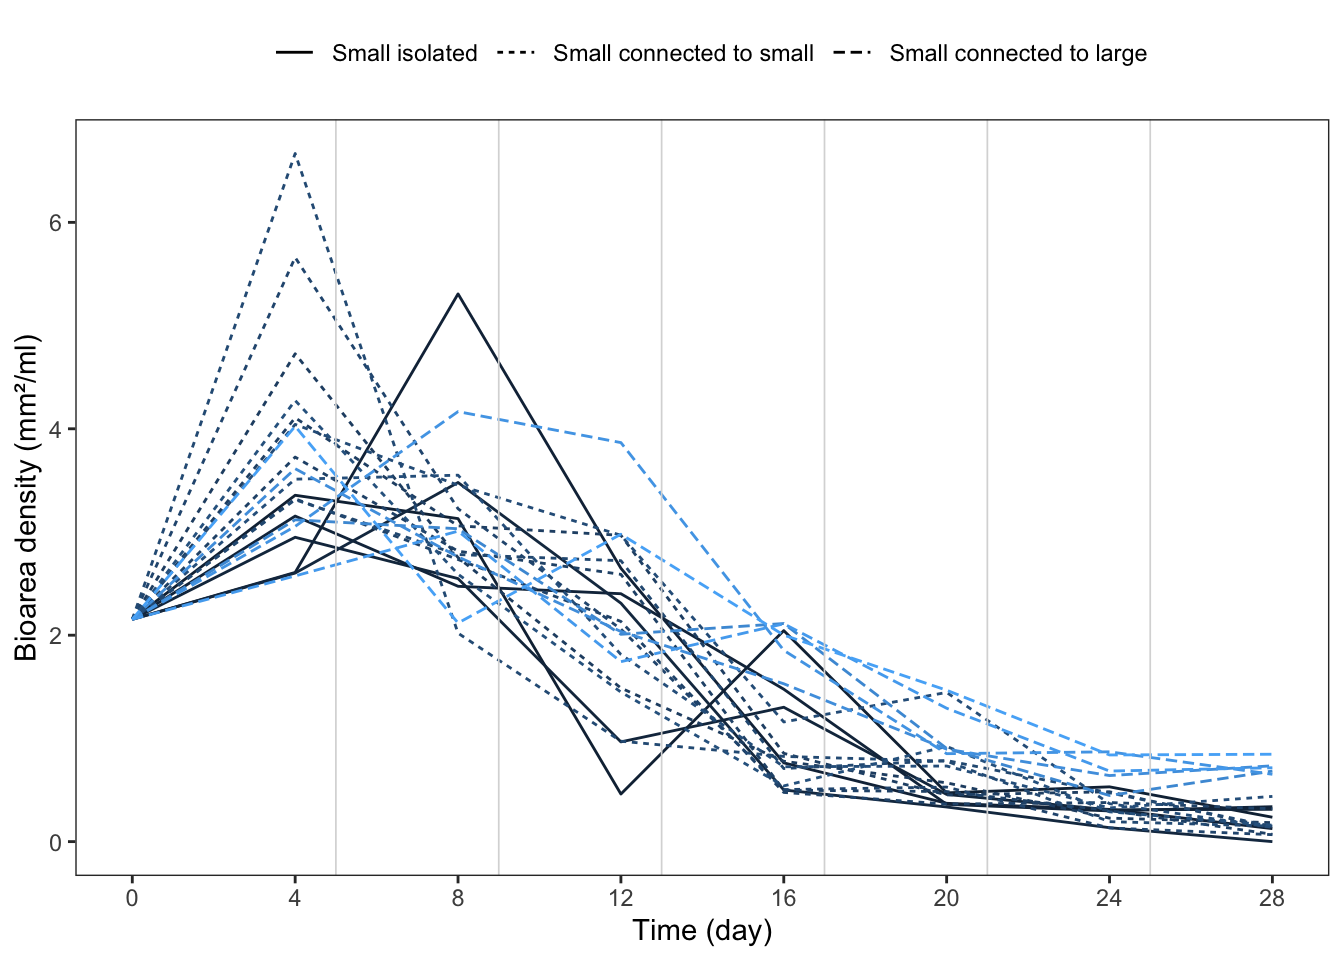 Small isolated Small connected to small Small connected to large
Bioarea density (mm²/ml)
6
4
2
0
0 4 8 12 16 20 24 28
Time (day)